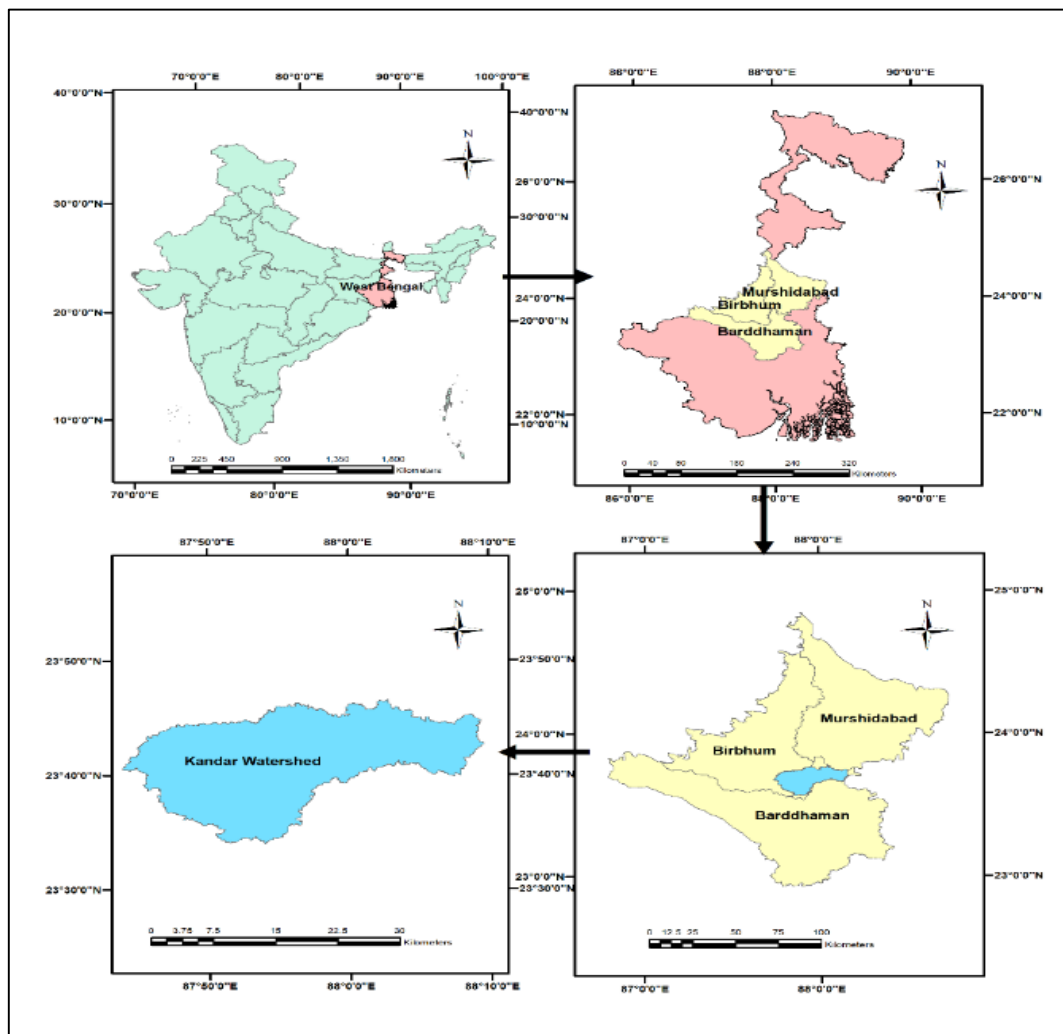 70°0'0"E 80°0'0"E 90°0'0"E 100°0'0"E
40°0'0"N
30°0'0"N
20°0'0"N
10°0'0"N
N
West Bengal
40°0'0"N
30°0'0"N
20°0'0"N
10°0'0"N
0 225 450 900 1,350 1,800
Kilometers
70°0'0"E 80°0'0"E 90°0'0"E
86°0'0"E 88°0'0"E 90°0'0"E
26°0'0"N
24°0'0"N
22°0'0"N
N
Murshidabad
Birbhum
Barddhaman
26°0'0"N
24°0'0"N
22°0'0"N
0 40 80 160 240 320
Kilometers
86°0'0"E 88°0'0"E 90°0'0"E
87°50'0"E 88°0'0"E 88°10'0"E
23°50'0"N
23°40'0"N
23°30'0"N
N
Kandar Watershed
23°50'0"N
23°40'0"N
23°30'0"N
0 3.75 7.5 15 22.5 30
Kilometers
87°50'0"E 88°0'0"E 88°10'0"E
87°0'0"E 88°0'0"E
25°0'0"N
24°0'0"N
23°0'0"N
N
Murshidabad
Birbhum
Barddhaman
25°0'0"N
24°0'0"N
23°0'0"N
0 12.5 25 50 75 100
Kilometers
87°0'0"E 88°0'0"E